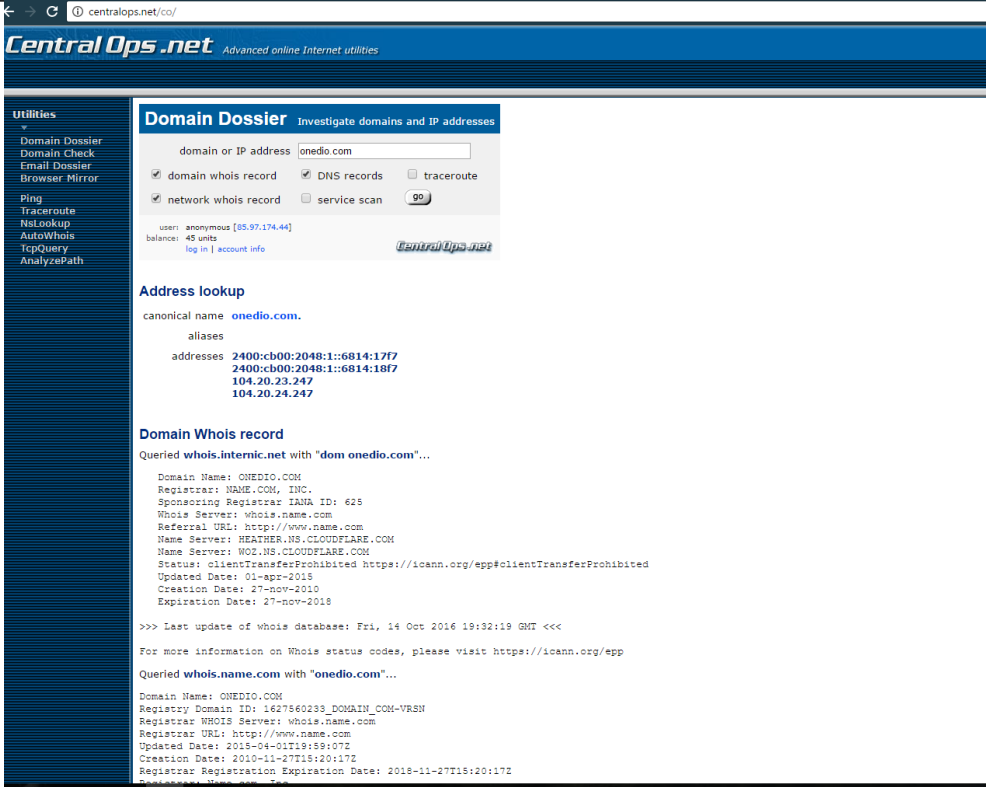 centralops.net/co/
Central Ops .net Advanced online Internet utilities
Utilities
Domain Dossier
Domain Check
Email Dossier
Browser Mirror
Ping
Traceroute
NsLookup
AutoWhois
TcpQuery
AnalyzePath
Domain Dossier Investigate domains and IP addresses
domain or IP address onedio.com
domain whois record DNS records traceroute
network whois record service scan go
user: anonymous [85.97.174.44]
balance: 45 units
log in | account info
CentralOps.net
Address lookup
canonical name onedio.com.
aliases
addresses 2400:cb00:2048:1::6814:17f7
2400:cb00:2048:1::6814:18f7
104.20.23.247
104.20.24.247
Domain Whois record
Queried whois.internic.net with "dom onedio.com"...
Domain Name: ONEDIO.COM
Registrar: NAME.COM, INC.
Sponsoring Registrar IANA ID: 625
Whois Server: whois.name.com
Referral URL: http://www.name.com
Name Server: HEATHER.NS.CLOUDFLARE.COM
Name Server: WOZ.NS.CLOUDFLARE.COM
Status: clientTransferProhibited https://icann.org/epp#clientTransferProhibited
Updated Date: 01-apr-2015
Creation Date: 27-nov-2010
Expiration Date: 27-nov-2018
>>> Last update of whois database: Fri, 14 Oct 2016 19:32:19 GMT <<<
For more information on Whois status codes, please visit https://icann.org/epp
Queried whois.name.com with "onedio.com"...
Domain Name: ONEDIO.COM
Registry Domain ID: 1627560233_DOMAIN_COM-VRSN
Registrar WHOIS Server: whois.name.com
Registrar URL: http://www.name.com
Updated Date: 2015-04-01T19:59:07Z
Creation Date: 2010-11-27T15:20:17Z
Registrar Registration Expiration Date: 2018-11-27T15:20:17Z
Registrar: Name.com, Inc.